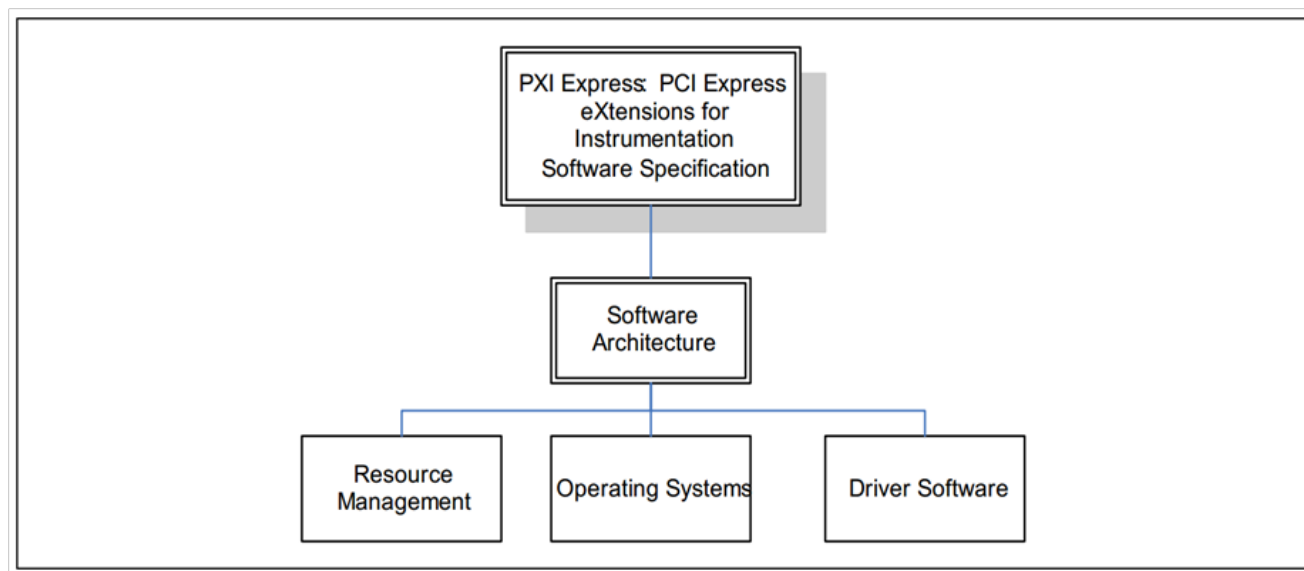 PXI Express: PCI Express
eXtensions for
Instrumentation
Software Specification
Software
Architecture
Resource
Management
Operating Systems
Driver Software